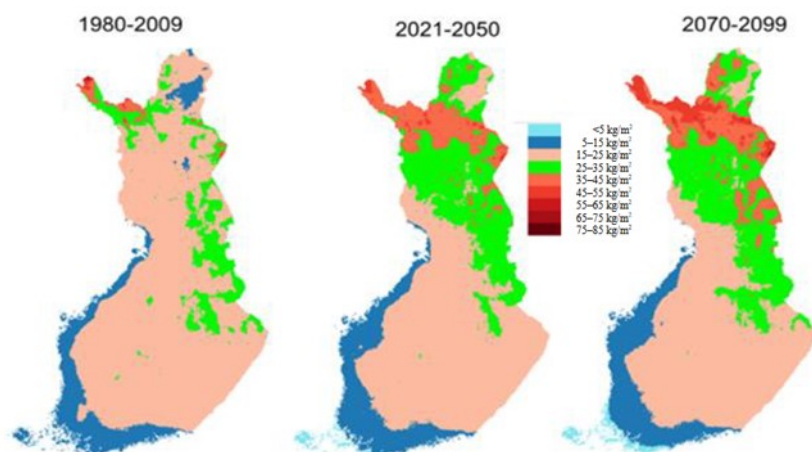 1980-2009
2021-2050
2070-2099
<5 kg/m²
5–15 kg/m²
15–25 kg/m²
25–35 kg/m²
35–45 kg/m²
45–55 kg/m²
55–65 kg/m²
65–75 kg/m²
75–85 kg/m²